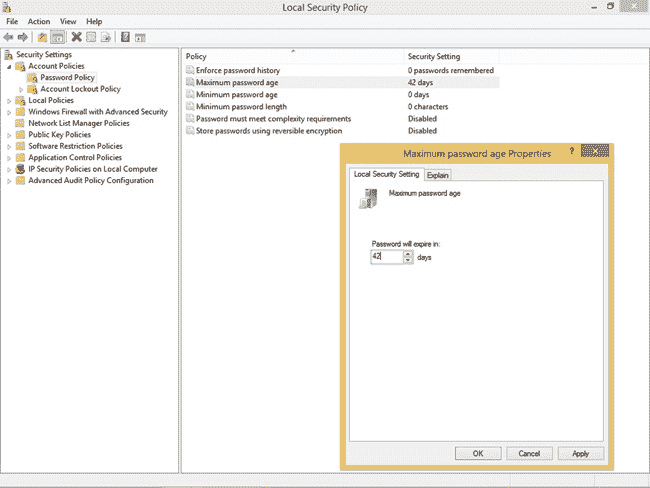 Local Security Policy
File Action View Help
Security Settings
Account Policies
Password Policy
Account Lockout Policy
Local Policies
Windows Firewall with Advanced Security
Network List Manager Policies
Public Key Policies
Software Restriction Policies
Application Control Policies
IP Security Policies on Local Computer
Advanced Audit Policy Configuration
Policy Security Setting
Enforce password history 0 passwords remembered
Maximum password age 42 days
Minimum password age 0 days
Minimum password length 0 characters
Password must meet complexity requirements Disabled
Store passwords using reversible encryption Disabled
Maximum password age Properties
Local Security Setting Explain
Maximum password age
Password will expire in:
42 days
OK Cancel Apply